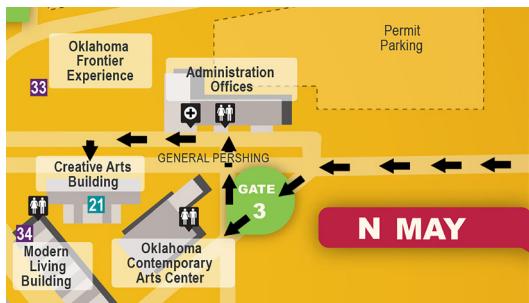 Oklahoma
Frontier
Experience
33
Permit
Parking
Administration
Offices
GENERAL PERSHING
Creative Arts
Building
21
GATE
3
34
Modern
Living
Building
Oklahoma
Contemporary
Arts Center
N MAY